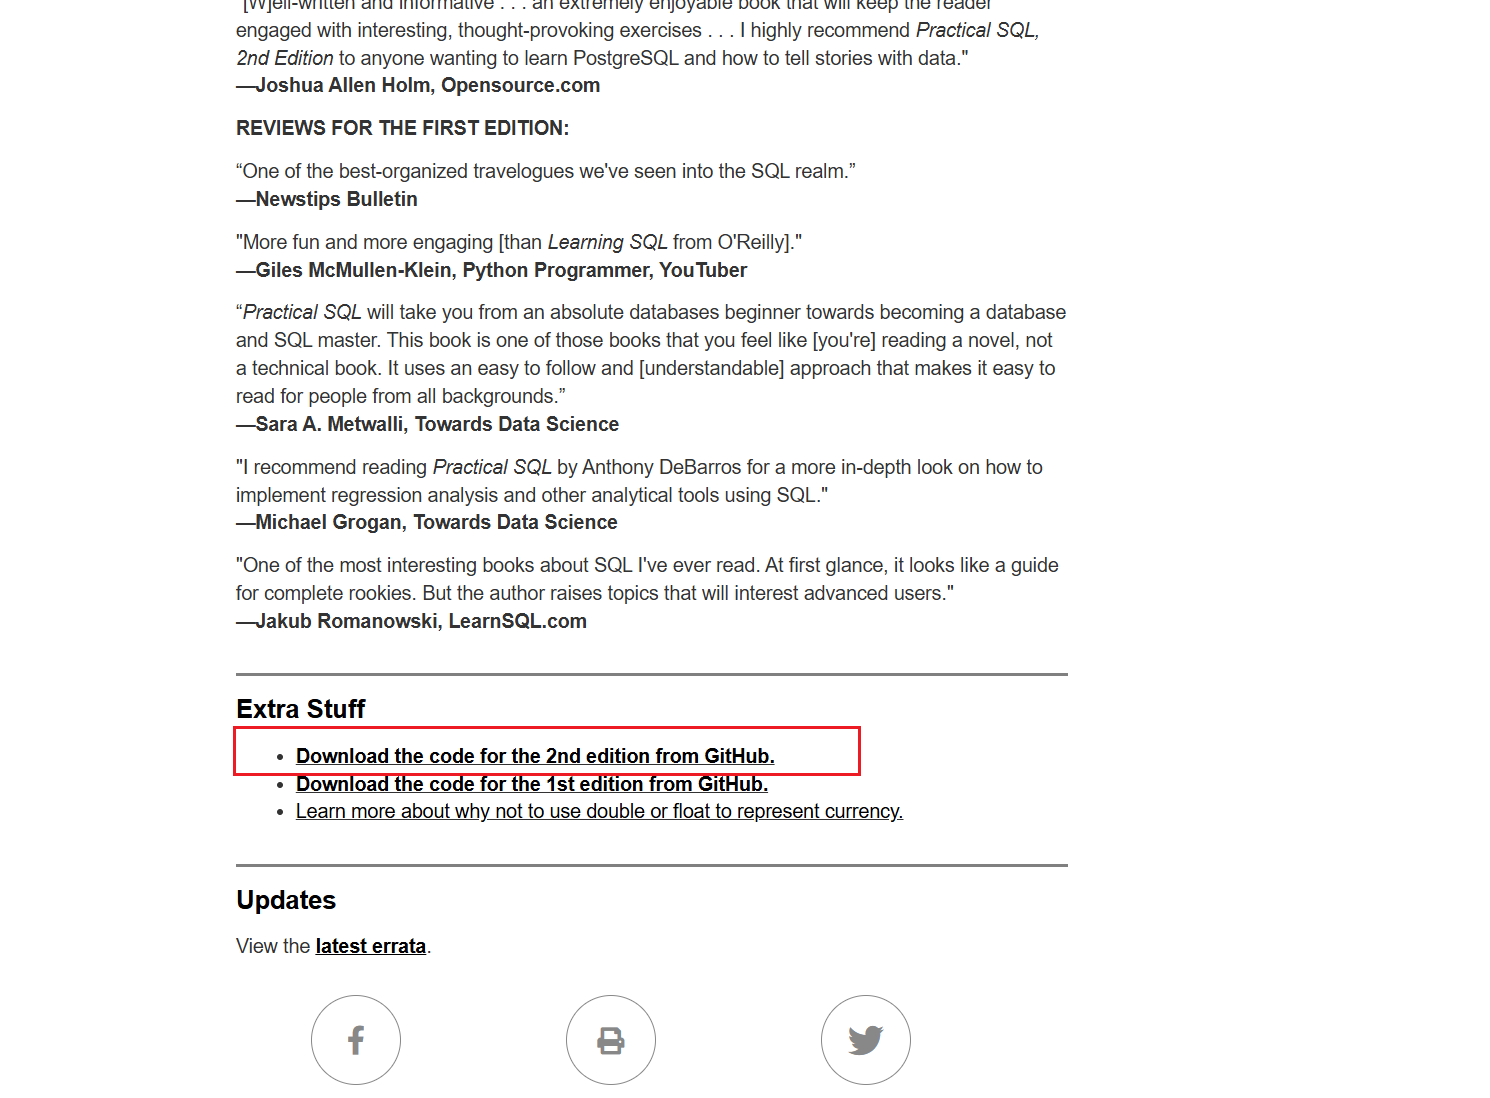 "[W]ell-written and informative . . . an extremely enjoyable book that will keep the reader
engaged with interesting, thought-provoking exercises . . . I highly recommend Practical SQL,
2nd Edition to anyone wanting to learn PostgreSQL and how to tell stories with data."
—Joshua Allen Holm, Opensource.com
REVIEWS FOR THE FIRST EDITION:
“One of the best-organized travelogues we've seen into the SQL realm.”
—Newstips Bulletin
"More fun and more engaging [than Learning SQL from O'Reilly]."
—Giles McMullen-Klein, Python Programmer, YouTuber
“Practical SQL will take you from an absolute databases beginner towards becoming a database
and SQL master. This book is one of those books that you feel like [you're] reading a novel, not
a technical book. It uses an easy to follow and [understandable] approach that makes it easy to
read for people from all backgrounds.”
—Sara A. Metwalli, Towards Data Science
"I recommend reading Practical SQL by Anthony DeBarros for a more in-depth look on how to
implement regression analysis and other analytical tools using SQL."
—Michael Grogan, Towards Data Science
"One of the most interesting books about SQL I've ever read. At first glance, it looks like a guide
for complete rookies. But the author raises topics that will interest advanced users."
—Jakub Romanowski, LearnSQL.com
Extra Stuff
• Download the code for the 2nd edition from GitHub.
• Download the code for the 1st edition from GitHub.
• Learn more about why not to use double or float to represent currency.
Updates
View the latest errata.